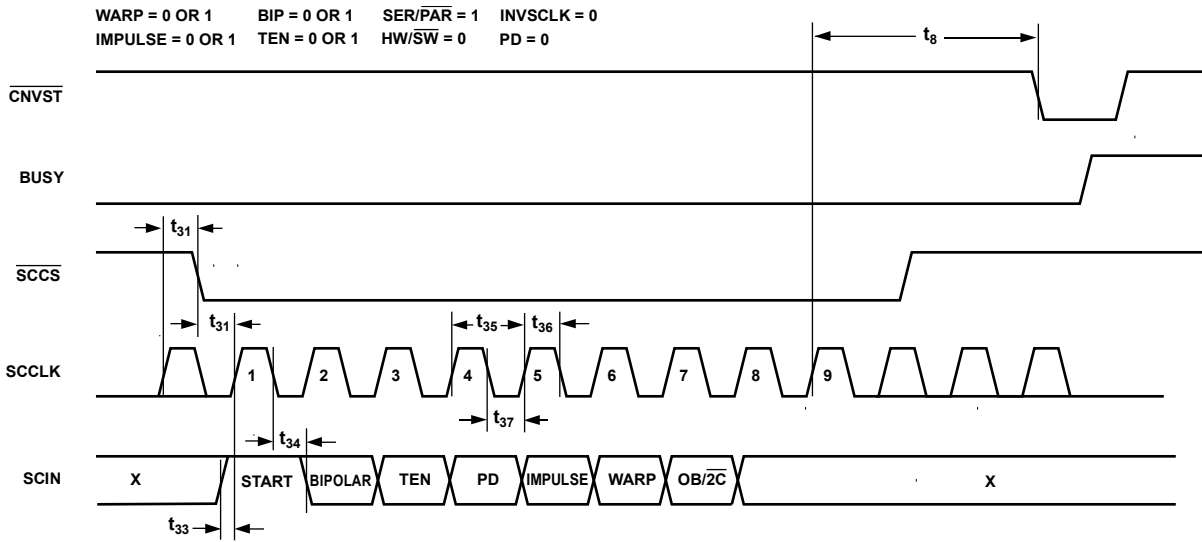 WARP = 0 OR 1 BIP = 0 OR 1 SER/PAR = 1 INVSCLK = 0
IMPULSE = 0 OR 1 TEN = 0 OR 1 HW/SW = 0 PD = 0
t8
CNVST
BUSY
t31
SCCS
t31 t35 t36
SCCLK 1 2 3 4 5 6 7 8 9
t37
t34
SCIN X START BIPOLAR TEN PD IMPULSE WARP OB/2C X
t33